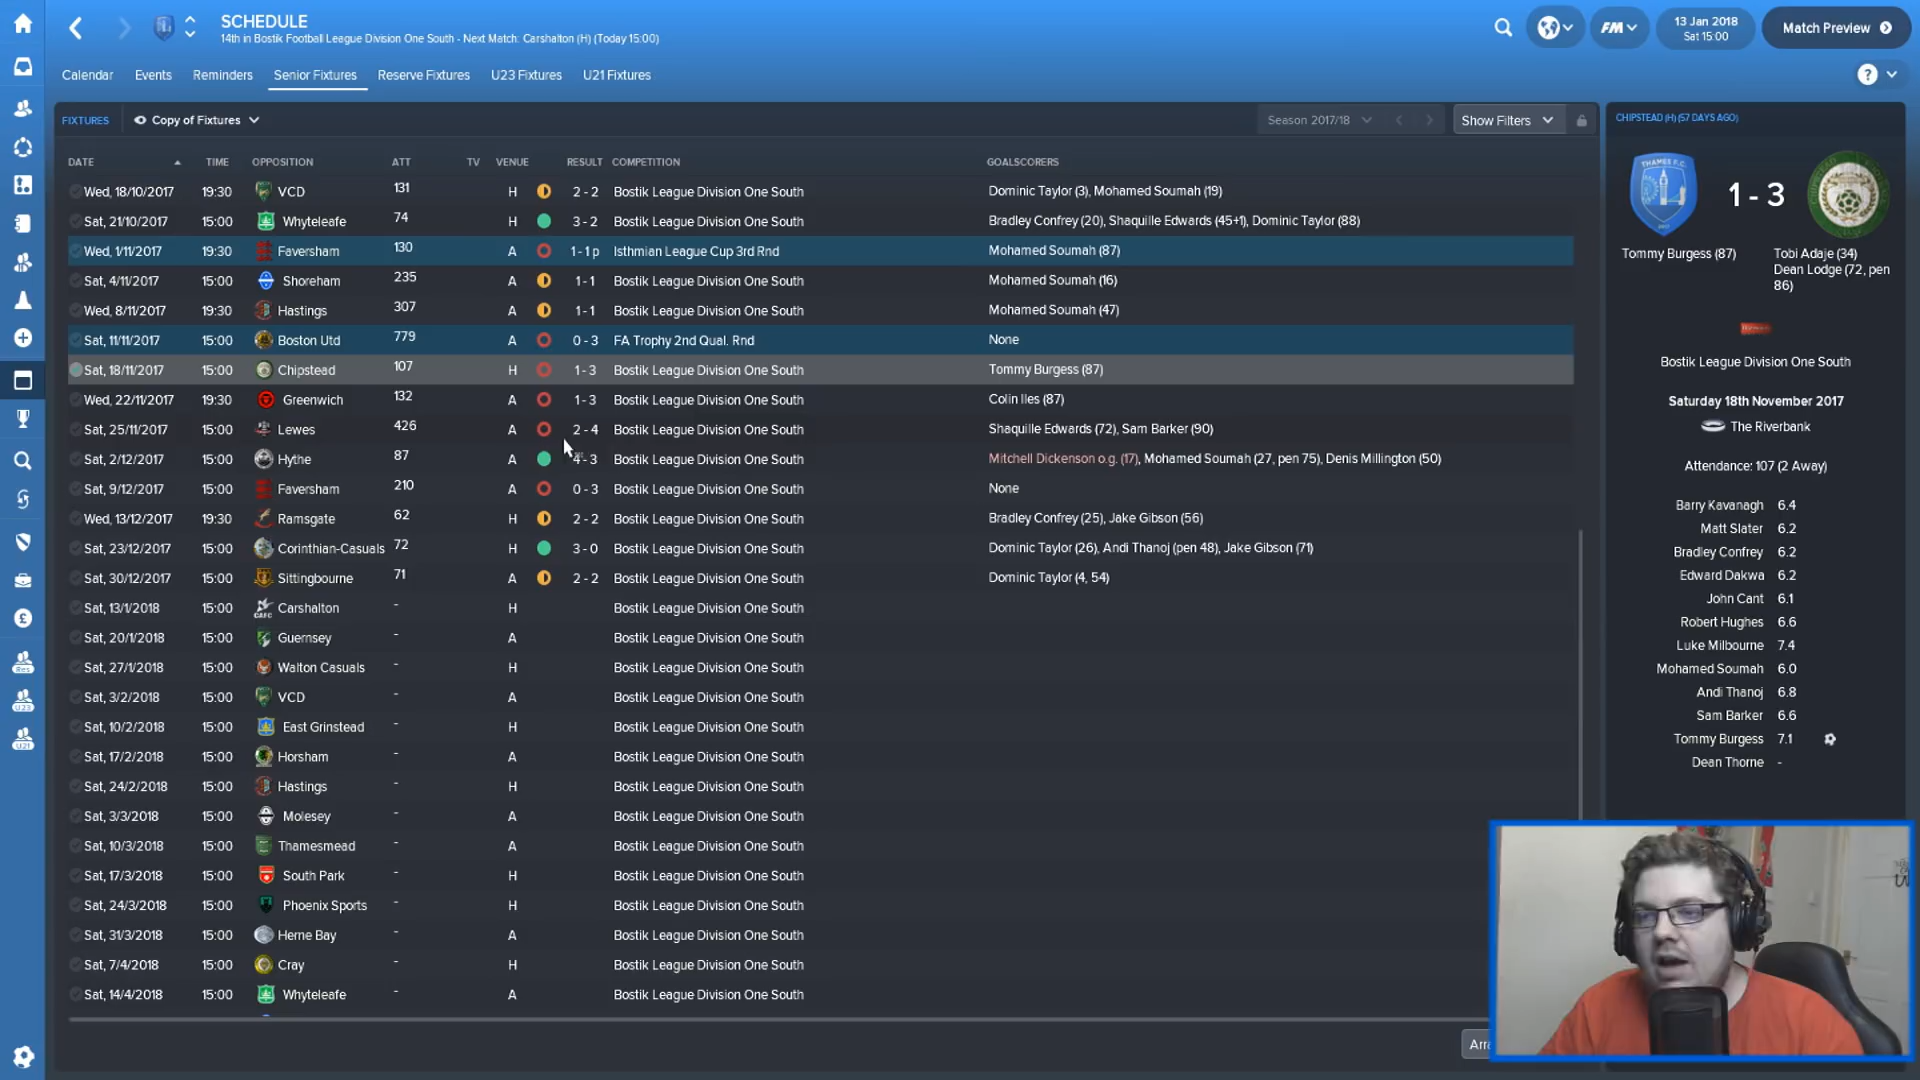 SCHEDULE
14th in Bostik Football League Division One South - Next Match: Carshalton (H) (Today 15:00)
FM
13 Jan 2018
Sat 15:00
Match Preview
Calendar Events Reminders Senior Fixtures Reserve Fixtures U23 Fixtures U21 Fixtures
?
FIXTURES Copy of Fixtures Season 2017/18 Show Filters
DATE TIME OPPOSITION ATT TV VENUE RESULT COMPETITION GOALSCORERS
Wed, 18/10/2017 19:30 VCD 131 H 2 - 2 Bostik League Division One South Dominic Taylor (3), Mohamed Soumah (19)
Sat, 21/10/2017 15:00 Whyteleafe 74 H 3 - 2 Bostik League Division One South Bradley Confrey (20), Shaquille Edwards (45+1), Dominic Taylor (88)
Wed, 1/11/2017 19:30 Faversham 130 A 1 - 1 p Isthmian League Cup 3rd Rnd Mohamed Soumah (87)
Sat, 4/11/2017 15:00 Shoreham 235 A 1 - 1 Bostik League Division One South Mohamed Soumah (16)
Wed, 8/11/2017 19:30 Hastings 307 A 1 - 1 Bostik League Division One South Mohamed Soumah (47)
Sat, 11/11/2017 15:00 Boston Utd 779 A 0 - 3 FA Trophy 2nd Qual. Rnd None
Sat, 18/11/2017 15:00 Chipstead 107 H 1 - 3 Bostik League Division One South Tommy Burgess (87)
Wed, 22/11/2017 19:30 Greenwich 132 A 1 - 3 Bostik League Division One South Colin Iles (87)
Sat, 25/11/2017 15:00 Lewes 426 A 2 - 4 Bostik League Division One South Shaquille Edwards (72), Sam Barker (90)
Sat, 2/12/2017 15:00 Hythe 87 A 4 - 3 Bostik League Division One South Mitchell Dickenson o.g. (17), Mohamed Soumah (27, pen 75), Denis Millington (50)
Sat, 9/12/2017 15:00 Faversham 210 A 0 - 3 Bostik League Division One South None
Wed, 13/12/2017 19:30 Ramsgate 62 H 2 - 2 Bostik League Division One South Bradley Confrey (25), Jake Gibson (56)
Sat, 23/12/2017 15:00 Corinthian-Casuals 72 H 3 - 0 Bostik League Division One South Dominic Taylor (26), Andi Thanoj (pen 48), Jake Gibson (71)
Sat, 30/12/2017 15:00 Sittingbourne 71 A 2 - 2 Bostik League Division One South Dominic Taylor (4, 54)
Sat, 13/1/2018 15:00 Carshalton - H Bostik League Division One South
Sat, 20/1/2018 15:00 Guernsey - A Bostik League Division One South
Sat, 27/1/2018 15:00 Walton Casuals - H Bostik League Division One South
Sat, 3/2/2018 15:00 VCD - A Bostik League Division One South
Sat, 10/2/2018 15:00 East Grinstead - H Bostik League Division One South
Sat, 17/2/2018 15:00 Horsham - A Bostik League Division One South
Sat, 24/2/2018 15:00 Hastings - H Bostik League Division One South
Sat, 3/3/2018 15:00 Molesey - A Bostik League Division One South
Sat, 10/3/2018 15:00 Thamesmead - A Bostik League Division One South
Sat, 17/3/2018 15:00 South Park - H Bostik League Division One South
Sat, 24/3/2018 15:00 Phoenix Sports - H Bostik League Division One South
Sat, 31/3/2018 15:00 Herne Bay - A Bostik League Division One South
Sat, 7/4/2018 15:00 Cray - H Bostik League Division One South
Sat, 14/4/2018 15:00 Whyteleafe - A Bostik League Division One South
Res
U23
U21
CHIPSTEAD (H) (57 DAYS AGO)
THAMES F.C.
1 - 3
Tommy Burgess (87)
Tobi Adaje (34)
Dean Lodge (72, pen
86)
Bostik League Division One South
Saturday 18th November 2017
The Riverbank
Attendance: 107 (2 Away)
Barry Kavanagh 6.4
Matt Slater 6.2
Bradley Confrey 6.2
Edward Dakwa 6.2
John Cant 6.1
Robert Hughes 6.6
Luke Milbourne 7.4
Mohamed Soumah 6.0
Andi Thanoj 6.8
Sam Barker 6.6
Tommy Burgess 7.1
Dean Thorne -